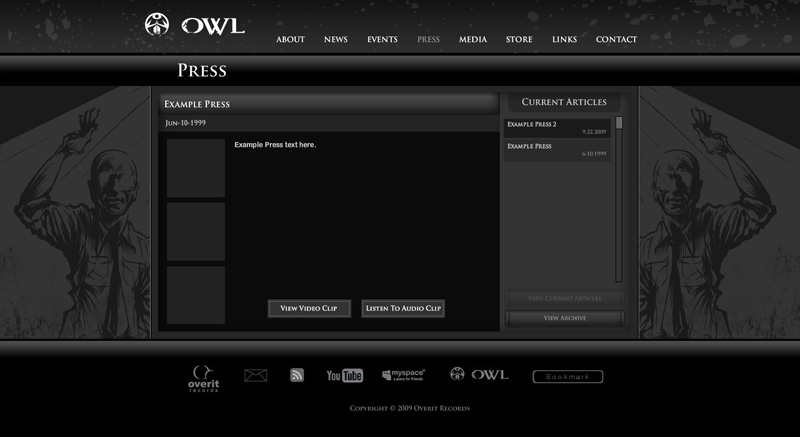 OWL
ABOUT NEWS EVENTS PRESS MEDIA STORE LINKS CONTACT
PRESS
EXAMPLE PRESS
JUN-10-1999
Example Press text here.
VIEW VIDEO CLIP
LISTEN TO AUDIO CLIP
CURRENT ARTICLES
EXAMPLE PRESS 2
9.22.2009
EXAMPLE PRESS
6.10.1999
VIEW CURRENT ARTICLES
VIEW ARCHIVE
overit
records
YouTube
myspace
a place for friends
OWL
Bookmark
COPYRIGHT © 2009 OVERIT RECORDS